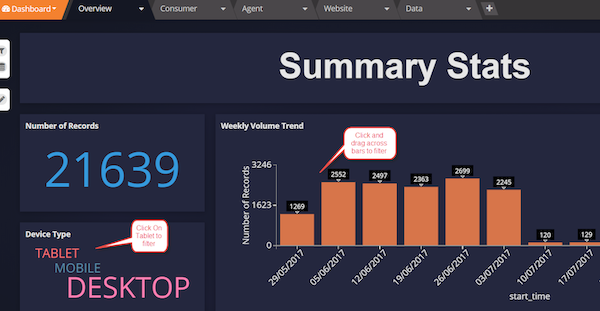 Dashboard
Overview
Consumer
Agent
Website
Data
Summary Stats
Number of Records
21639
Weekly Volume Trend
Click and
drag across
bars to filter
Number of Records
3246
1623
0
1269
2552
2497
2363
2699
2245
120
129
29/05/2017
05/06/2017
12/06/2017
19/06/2017
26/06/2017
03/07/2017
10/07/2017
17/07/2017
start_time
Device Type
Click On
Tablet to
filter
TABLET
MOBILE
DESKTOP